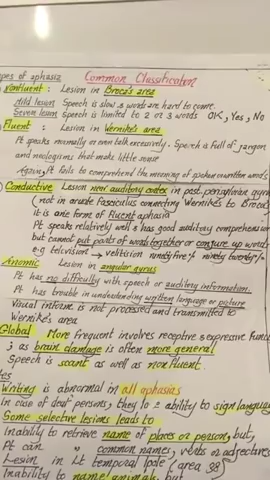 pes of aphasia
Common Classification
Nonfluent : Lesion in Broca's area
Mild lesion Speech is slow & words are hard to come.
Severe lesion Speech is limited to 2 or 3 words OK, Yes, No
Fluent : Lesion in Wernike's area
Pt speaks normally or even talk excessively. Speech is full of jargon
and neologisms that make little sense
Again, Pt fails to comprehend the meaning of spoken or written words
Conductive Lesion near auditory cortex in post. perisylvian gyrus
(not in arcuate fasciculus connecting Wernikes to Broca
it is one form of fluent aphasia
Pt speaks relatively well & has good auditory comprehension
but cannot put parts of words together or conjure up words
e.g television →
Anomic Lesion in angular gyrus
Pt has no difficulty with speech or auditory information.
Pt has trouble in understanding written language or picture
Visual inform. is not processed and transmitted to
Wernike's area
Global More frequent involves receptive & expressive func
; as brain damage is often more general
Speech is scant as well as nonfluent.
tes
Writing is abnormal in all aphasias
In case of deaf persons, they lo ability to sign language
Some selective lesions leads to
Inability to retrieve name of places or person, but,
Pt can " common names, verbs or adjectives
Lesion in Lt temporal lobe (area 38)
Inability to name animals, but